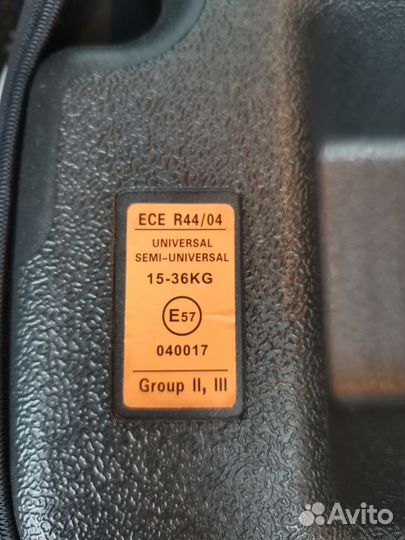 ECE R44/04
UNIVERSAL
SEMI-UNIVERSAL
15-36KG
E57
040017
Group II, III
Avito